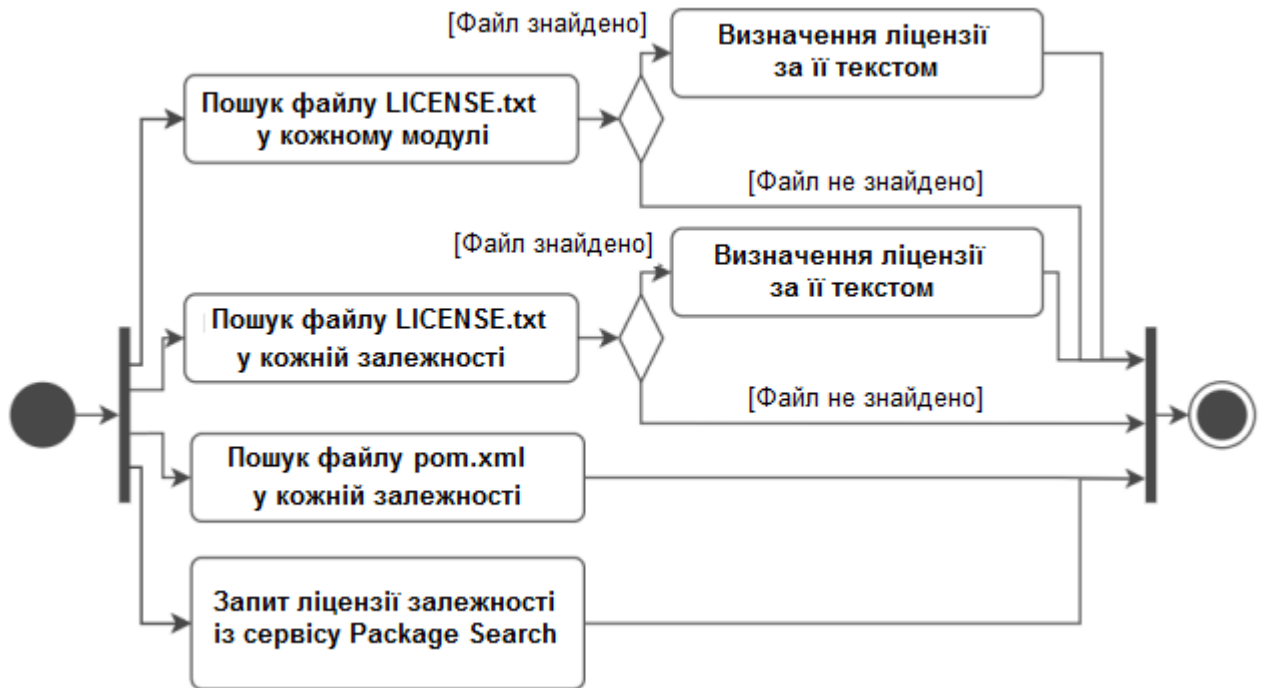 [Файл знайдено]
Визначення ліцензії
за її текстом
Пошук файлу LICENSE.txt
у кожному модулі
[Файл не знайдено]
[Файл знайдено]
Визначення ліцензії
за її текстом
Пошук файлу LICENSE.txt
у кожній залежності
[Файл не знайдено]
Пошук файлу pom.xml
у кожній залежності
Запит ліцензії залежності
із сервісу Package Search